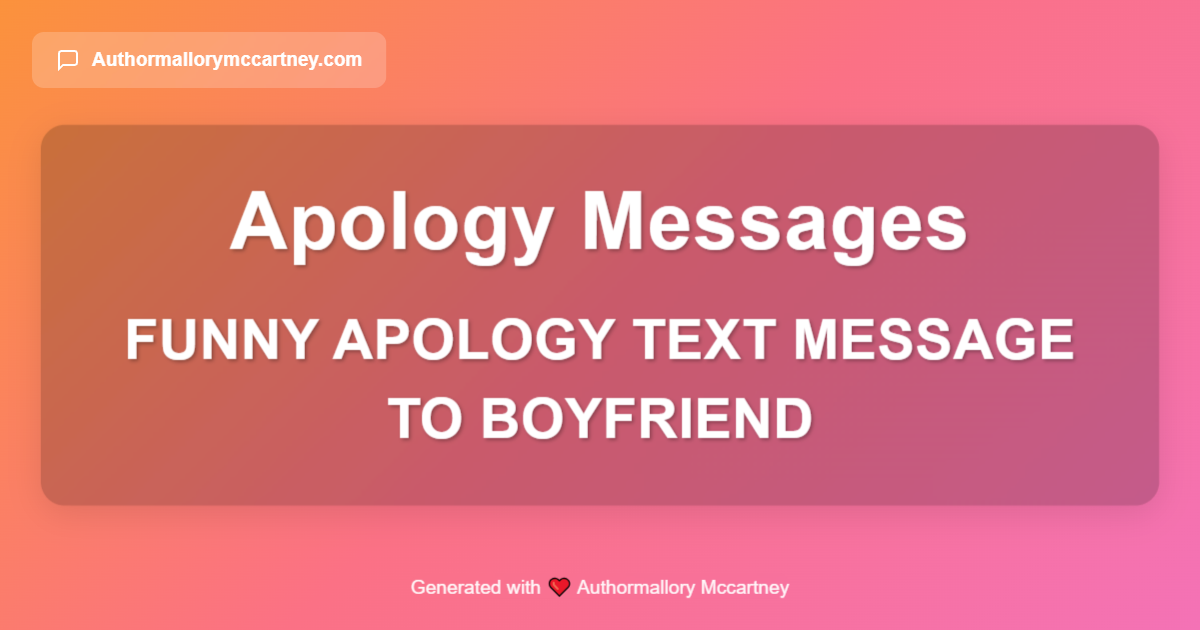 Authormallorymccartney.com
Apology Messages
FUNNY APOLOGY TEXT MESSAGE
TO BOYFRIEND
Generated with ❤️ Authormallory Mccartney